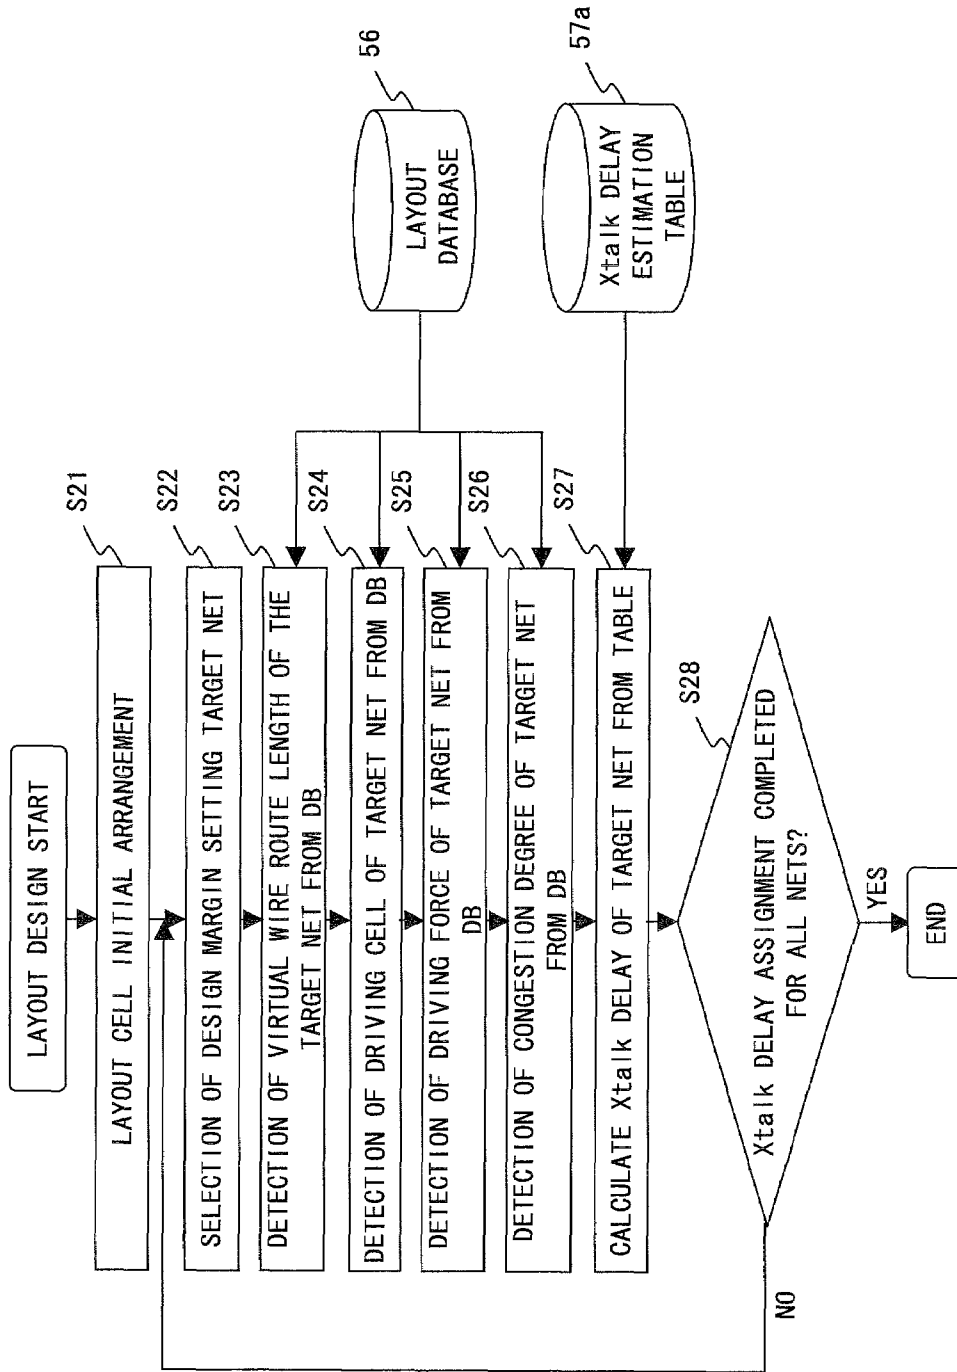 LAYOUT DESIGN START
S21
LAYOUT CELL INITIAL ARRANGEMENT
S22
SELECTION OF DESIGN MARGIN SETTING TARGET NET
S23
DETECTION OF VIRTUAL WIRE ROUTE LENGTH OF THE
TARGET NET FROM DB
S24
DETECTION OF DRIVING CELL OF TARGET NET FROM DB
S25
DETECTION OF DRIVING FORCE OF TARGET NET FROM
DB
S26
DETECTION OF CONGESTION DEGREE OF TARGET NET
FROM DB
S27
CALCULATE Xtalk DELAY OF TARGET NET FROM TABLE
S28
Xtalk DELAY ASSIGNMENT COMPLETED
FOR ALL NETS?
NO
YES
END
56
LAYOUT
DATABASE
57a
Xtalk DELAY
ESTIMATION
TABLE